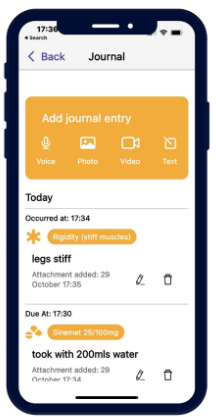 17:36
Search
Back
Journal
Add journal entry
Voice Photo Video Text
Today
Occurred at: 17:34
Rigidity (stiff muscles)
legs stiff
Attachment added: 29
October 17:35
Due At: 17:30
Sinemet 25/100mg
took with 200mls water
Attachment added: 29
October 17:34